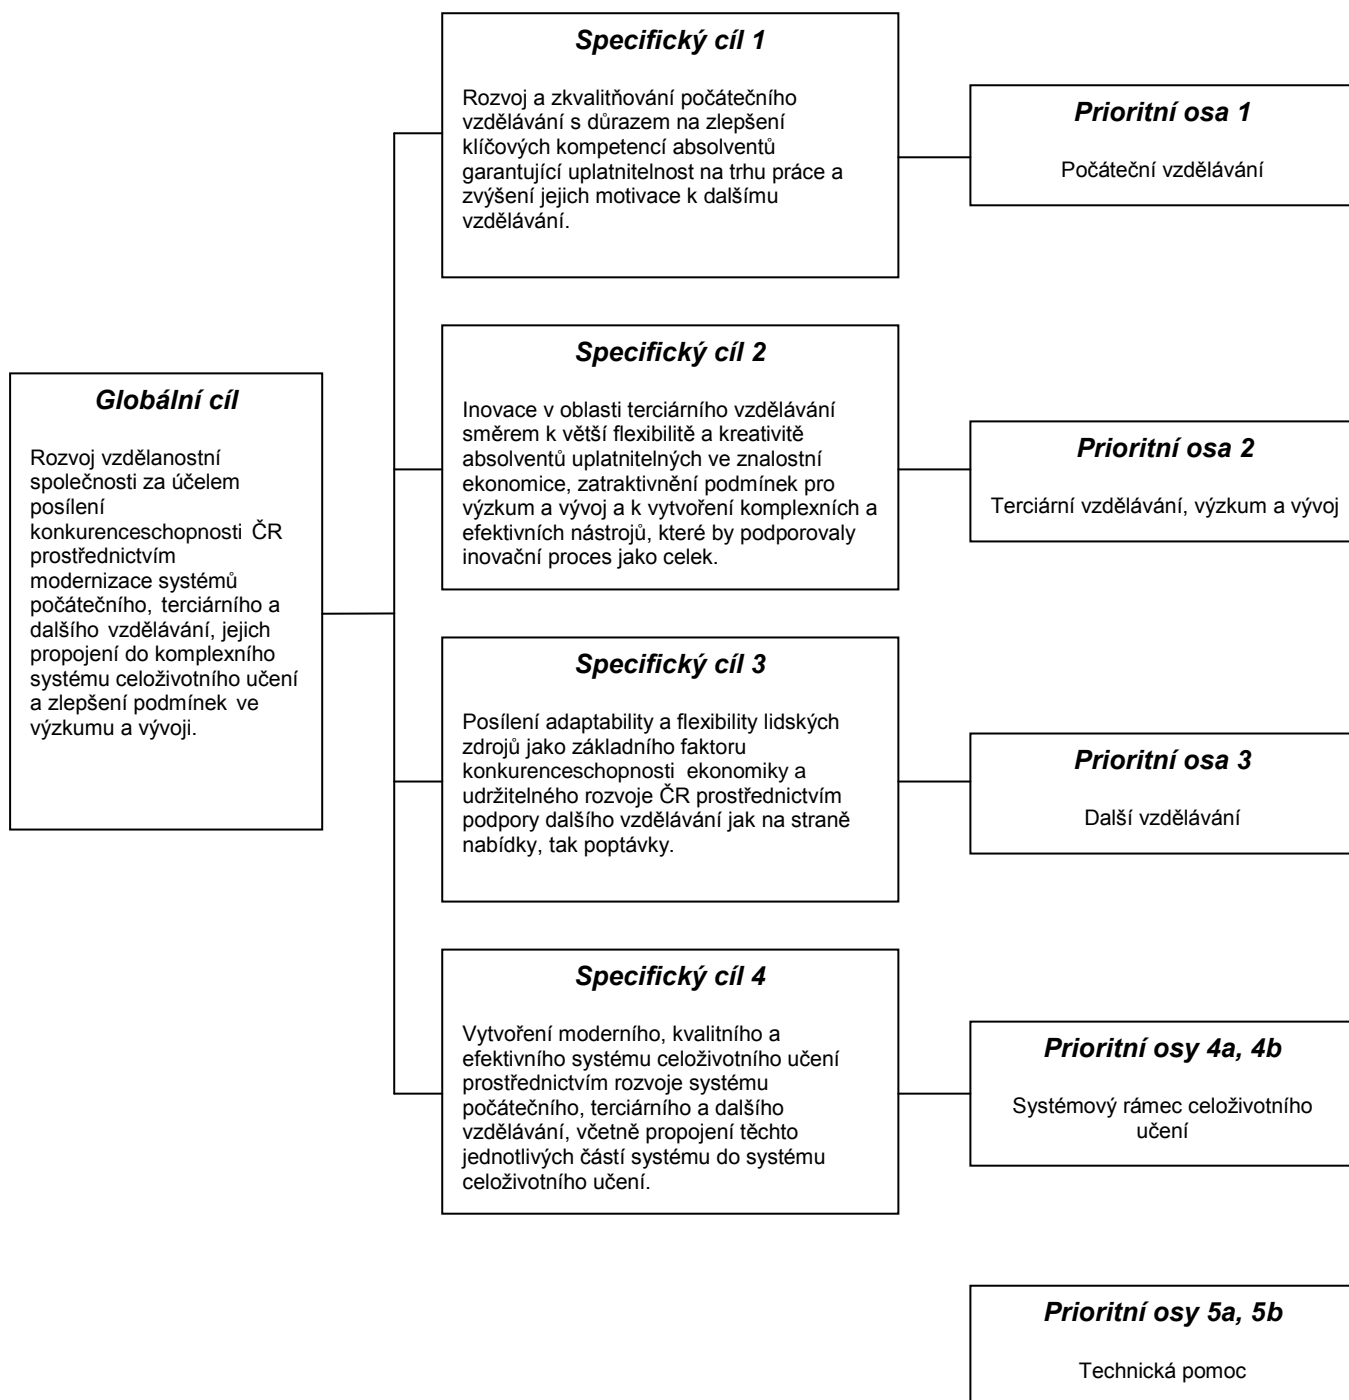 Globální cíl
Rozvoj vzdělanostní
společnosti za účelem
posílení
konkurenceschopnosti ČR
prostřednictvím
modernizace systémů
počátečního, terciárního a
dalšího vzdělávání, jejich
propojení do komplexního
systému celoživotního učení
a zlepšení podmínek ve
výzkumu a vývoji.
Specifický cíl 1
Rozvoj a zkvalitňování počátečního
vzdělávání s důrazem na zlepšení
klíčových kompetencí absolventů
garantující uplatnitelnost na trhu práce a
zvýšení jejich motivace k dalšímu
vzdělávání.
Prioritní osa 1
Počáteční vzdělávání
Specifický cíl 2
Inovace v oblasti terciárního vzdělávání
směrem k větší flexibilitě a kreativitě
absolventů uplatnitelných ve znalostní
ekonomice, zatraktivnění podmínek pro
výzkum a vývoj a k vytvoření komplexních a
efektivních nástrojů, které by podporovaly
inovační proces jako celek.
Prioritní osa 2
Terciární vzdělávání, výzkum a vývoj
Specifický cíl 3
Posílení adaptability a flexibility lidských
zdrojů jako základního faktoru
konkurenceschopnosti ekonomiky a
udržitelného rozvoje ČR prostřednictvím
podpory dalšího vzdělávání jak na straně
nabídky, tak poptávky.
Prioritní osa 3
Další vzdělávání
Specifický cíl 4
Vytvoření moderního, kvalitního a
efektivního systému celoživotního učení
prostřednictvím rozvoje systému
počátečního, terciárního a dalšího
vzdělávání, včetně propojení těchto
jednotlivých částí systému do systému
celoživotního učení.
Prioritní osy 4a, 4b
Systémový rámec celoživotního
učení
Prioritní osy 5a, 5b
Technická pomoc